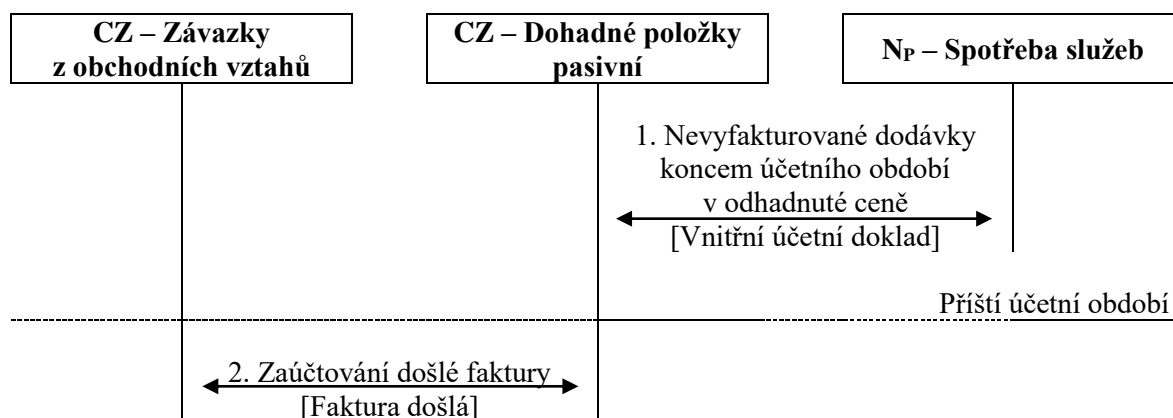 CZ – Závazky
z obchodních vztahů
CZ – Dohadné položky
pasivní
NP – Spotřeba služeb
1. Nevyfakturované dodávky
koncem účetního období
v odhadnuté ceně
[Vnitřní účetní doklad]
Příští účetní období
2. Zaúčtování došlé faktury
[Faktura došlá]